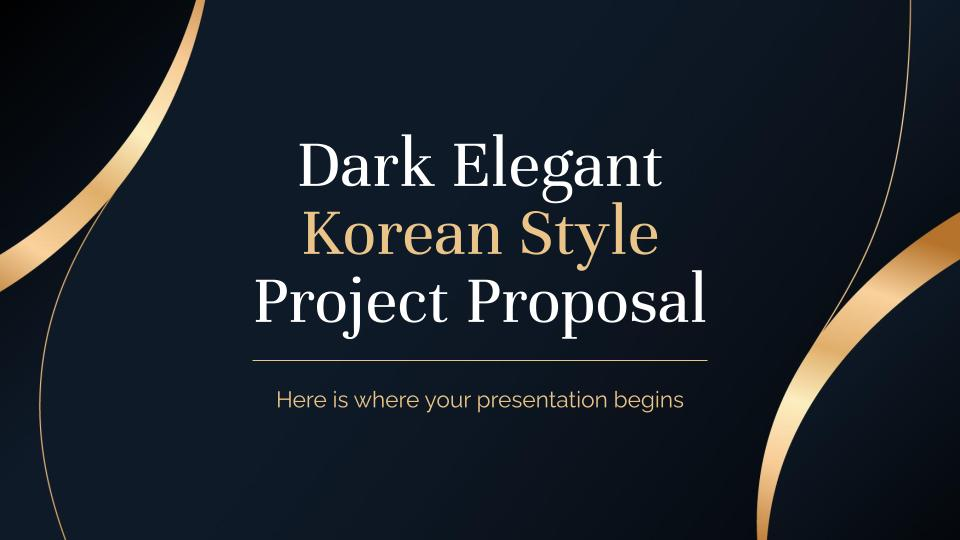 Dark Elegant
Korean Style
Project Proposal
Here is where your presentation begins